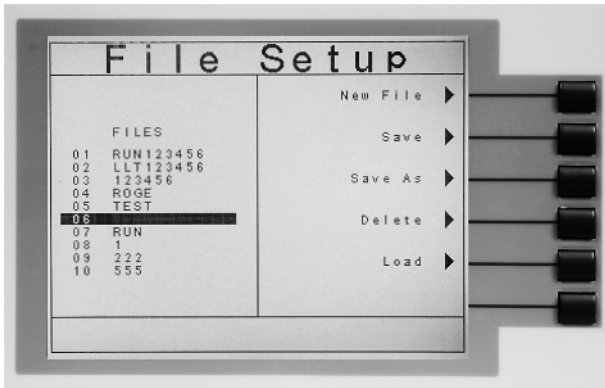 File Setup
New File
Save
Save As
Delete
Load
FILES
01 RUN123456
02 LLT123456
03 123456
04 ROGE
05 TEST
06
07 RUN
08 1
09 222
10 555